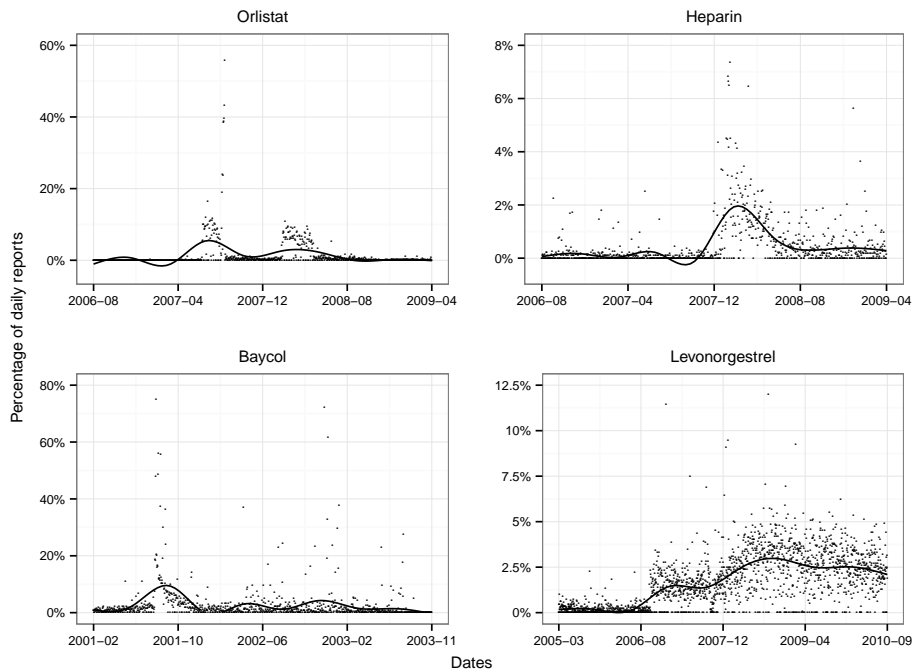 Orlistat
Heparin
60%
40%
20%
0%
2006−08 2007−04 2007−12 2008−08 2009−04
8%
6%
4%
2%
0%
2006−08 2007−04 2007−12 2008−08 2009−04
Percentage of daily reports
Baycol
Levonorgestrel
80%
60%
40%
20%
0%
2001−02 2001−10 2002−06 2003−02 2003−11
12.5%
10%
7.5%
5%
2.5%
0%
2005−03 2006−08 2007−12 2009−04 2010−09
Dates